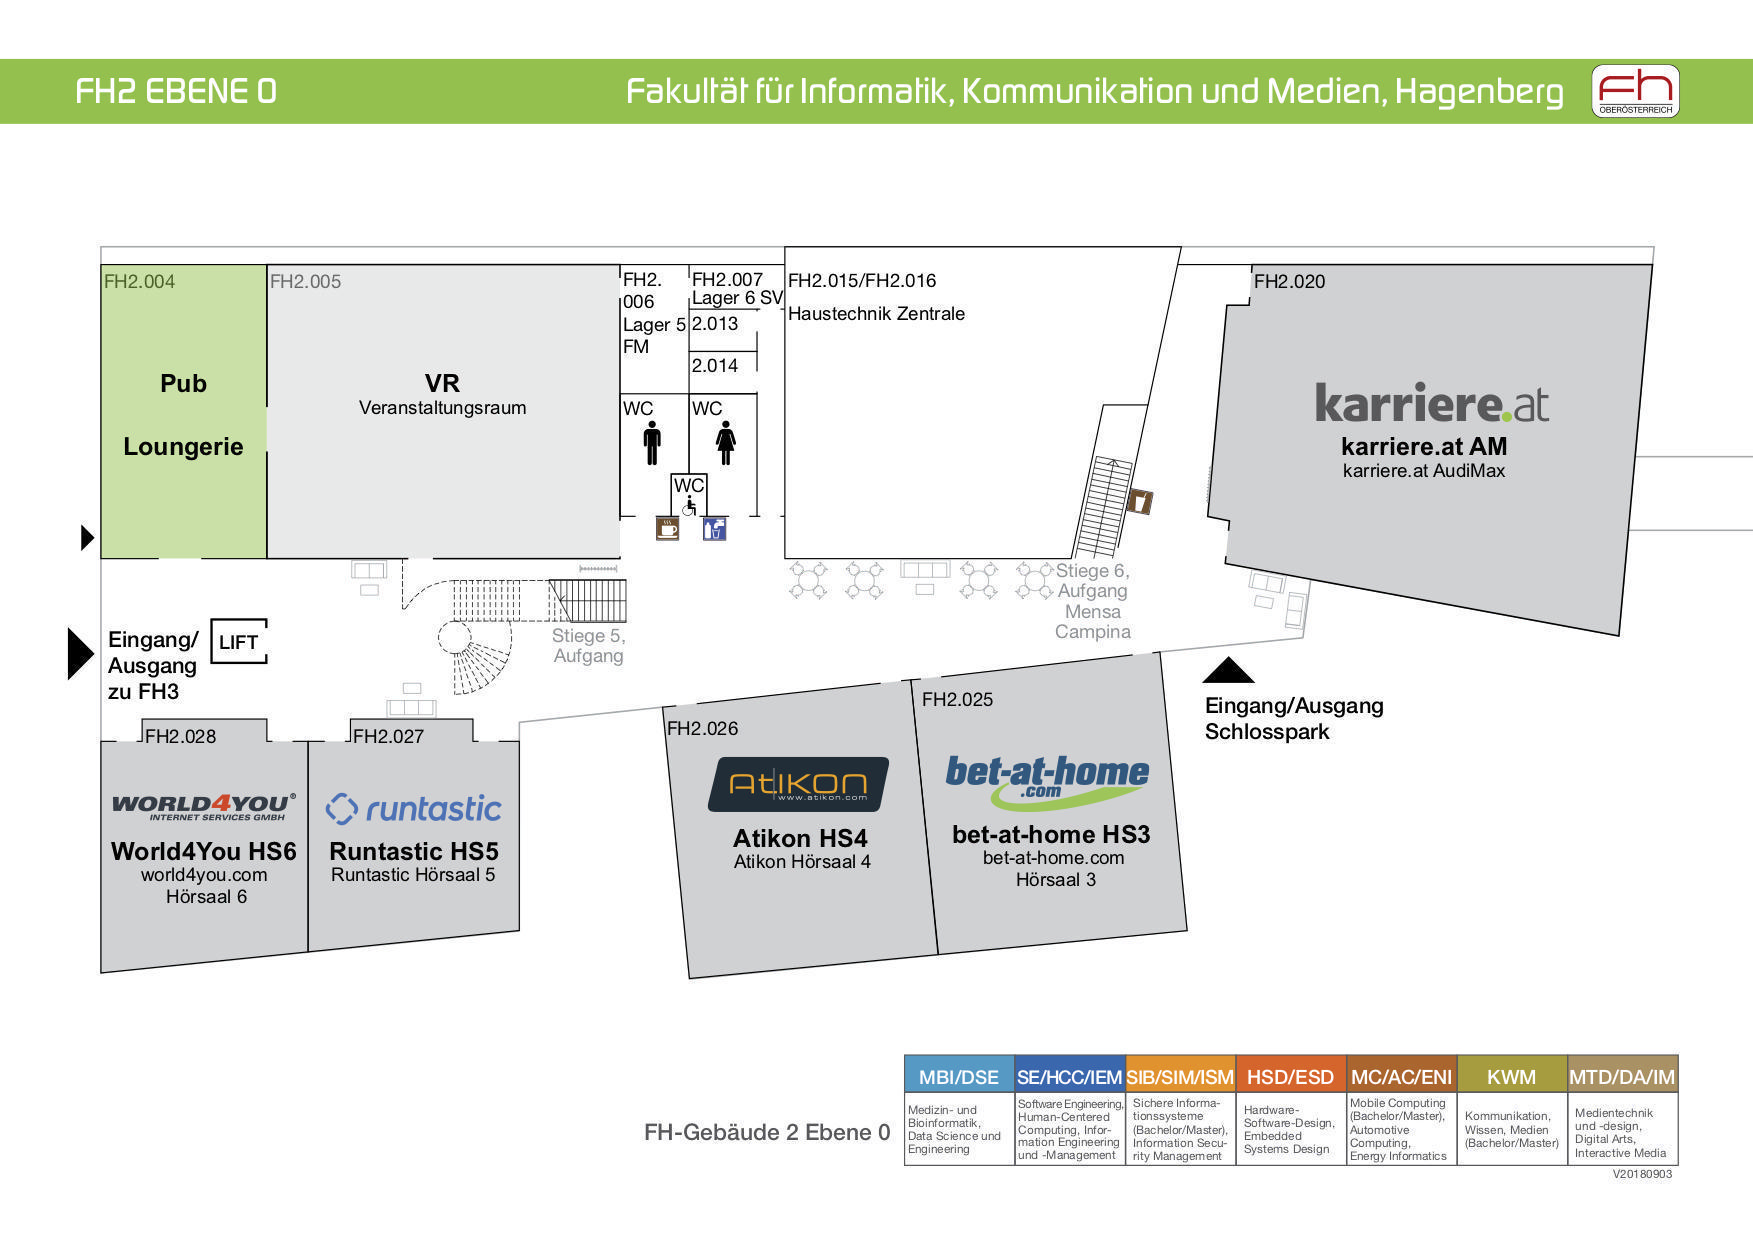 FH2 EBENE 0
Fakultät für Informatik, Kommunikation und Medien, Hagenberg
Fh
OBERÖSTERREICH
FH2.004
Pub
Loungerie
FH2.005
VR
Veranstaltungsraum
FH2.
006
Lager 5
FM
FH2.007
Lager 6 SV
2.013
2.014
WC
WC
WC
FH2.015/FH2.016
Haustechnik Zentrale
FH2.020
karriere.at
karriere.at AM
karriere.at AudiMax
Stiege 6,
Aufgang
Mensa
Campina
Stiege 5,
Aufgang
Eingang/
Ausgang
zu FH3
LIFT
Eingang/Ausgang
Schlosspark
FH2.028
WORLD4YOU®
INTERNET SERVICES GMBH
World4You HS6
world4you.com
Hörsaal 6
FH2.027
runtastic
Runtastic HS5
Runtastic Hörsaal 5
FH2.026
ATIKON
www.atikon.com
Atikon HS4
Atikon Hörsaal 4
FH2.025
bet-at-home
.com
bet-at-home HS3
bet-at-home.com
Hörsaal 3
FH-Gebäude 2 Ebene 0
MBI/DSE
Medizin- und
Bioinformatik,
Data Science und
Engineering
SE/HCC/IEM
Software Engineering,
Human-Centered
Computing, Infor-
mation Engineering
und -Management
SIB/SIM/ISM
Sichere Informa-
tionssysteme
(Bachelor/Master),
Information Secu-
rity Management
HSD/ESD
Hardware-
Software-Design,
Embedded
Systems Design
MC/AC/ENI
Mobile Computing
(Bachelor/Master),
Automotive
Computing,
Energy Informatics
KWM
Kommunikation,
Wissen, Medien
(Bachelor/Master)
MTD/DA/IM
Medientechnik
und -design,
Digital Arts,
Interactive Media
V20180903